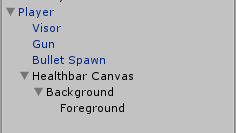 Player
Visor
Gun
Bullet Spawn
Healthbar Canvas
Background
Foreground